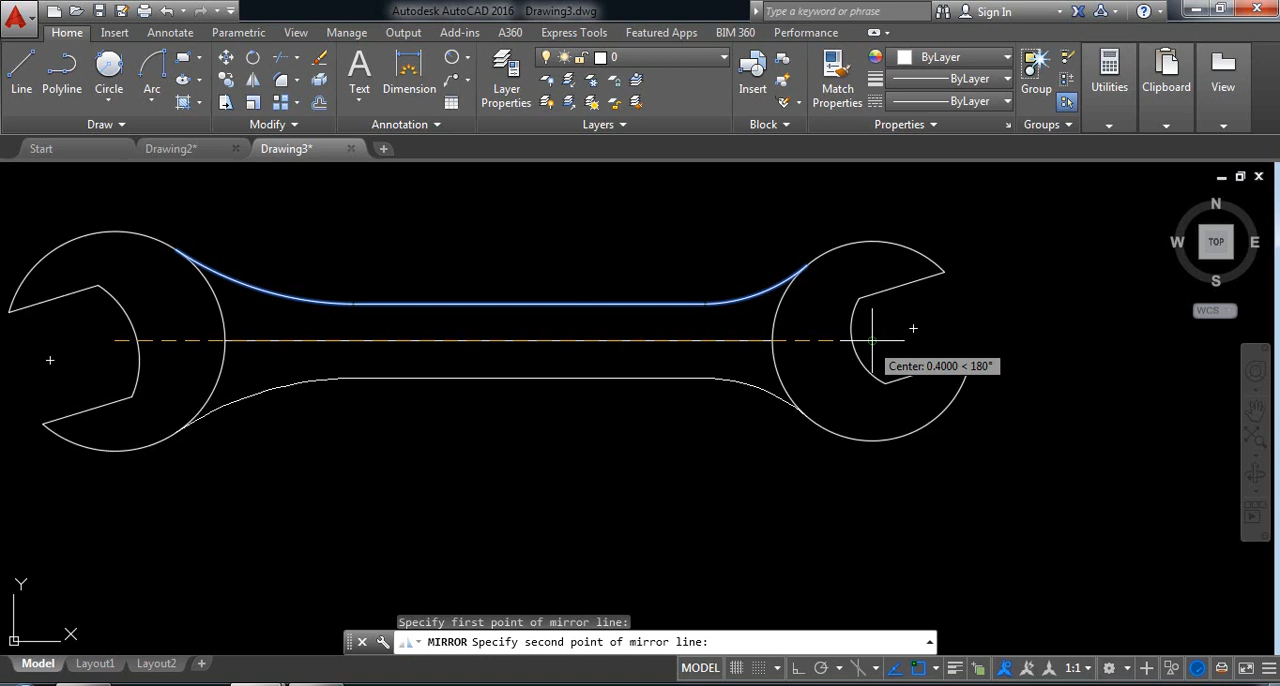 Autodesk AutoCAD 2016 Drawing3.dwg
Type a keyword or phrase
Sign In
Home Insert Annotate Parametric View Manage Output Add-ins A360 Express Tools Featured Apps BIM 360 Performance
Line Polyline Circle Arc
Text Dimension
Layer Properties
0
Insert
Match Properties
ByLayer
ByLayer
ByLayer
Group
Utilities Clipboard View
Draw Modify Annotation Layers Block Properties Groups
Start Drawing2* Drawing3*
N
W TOP E
S
WCS
Center: 0.4000 < 180°
Y
X
Specify first point of mirror line:
MIRROR Specify second point of mirror line:
Model Layout1 Layout2
MODEL 1:1